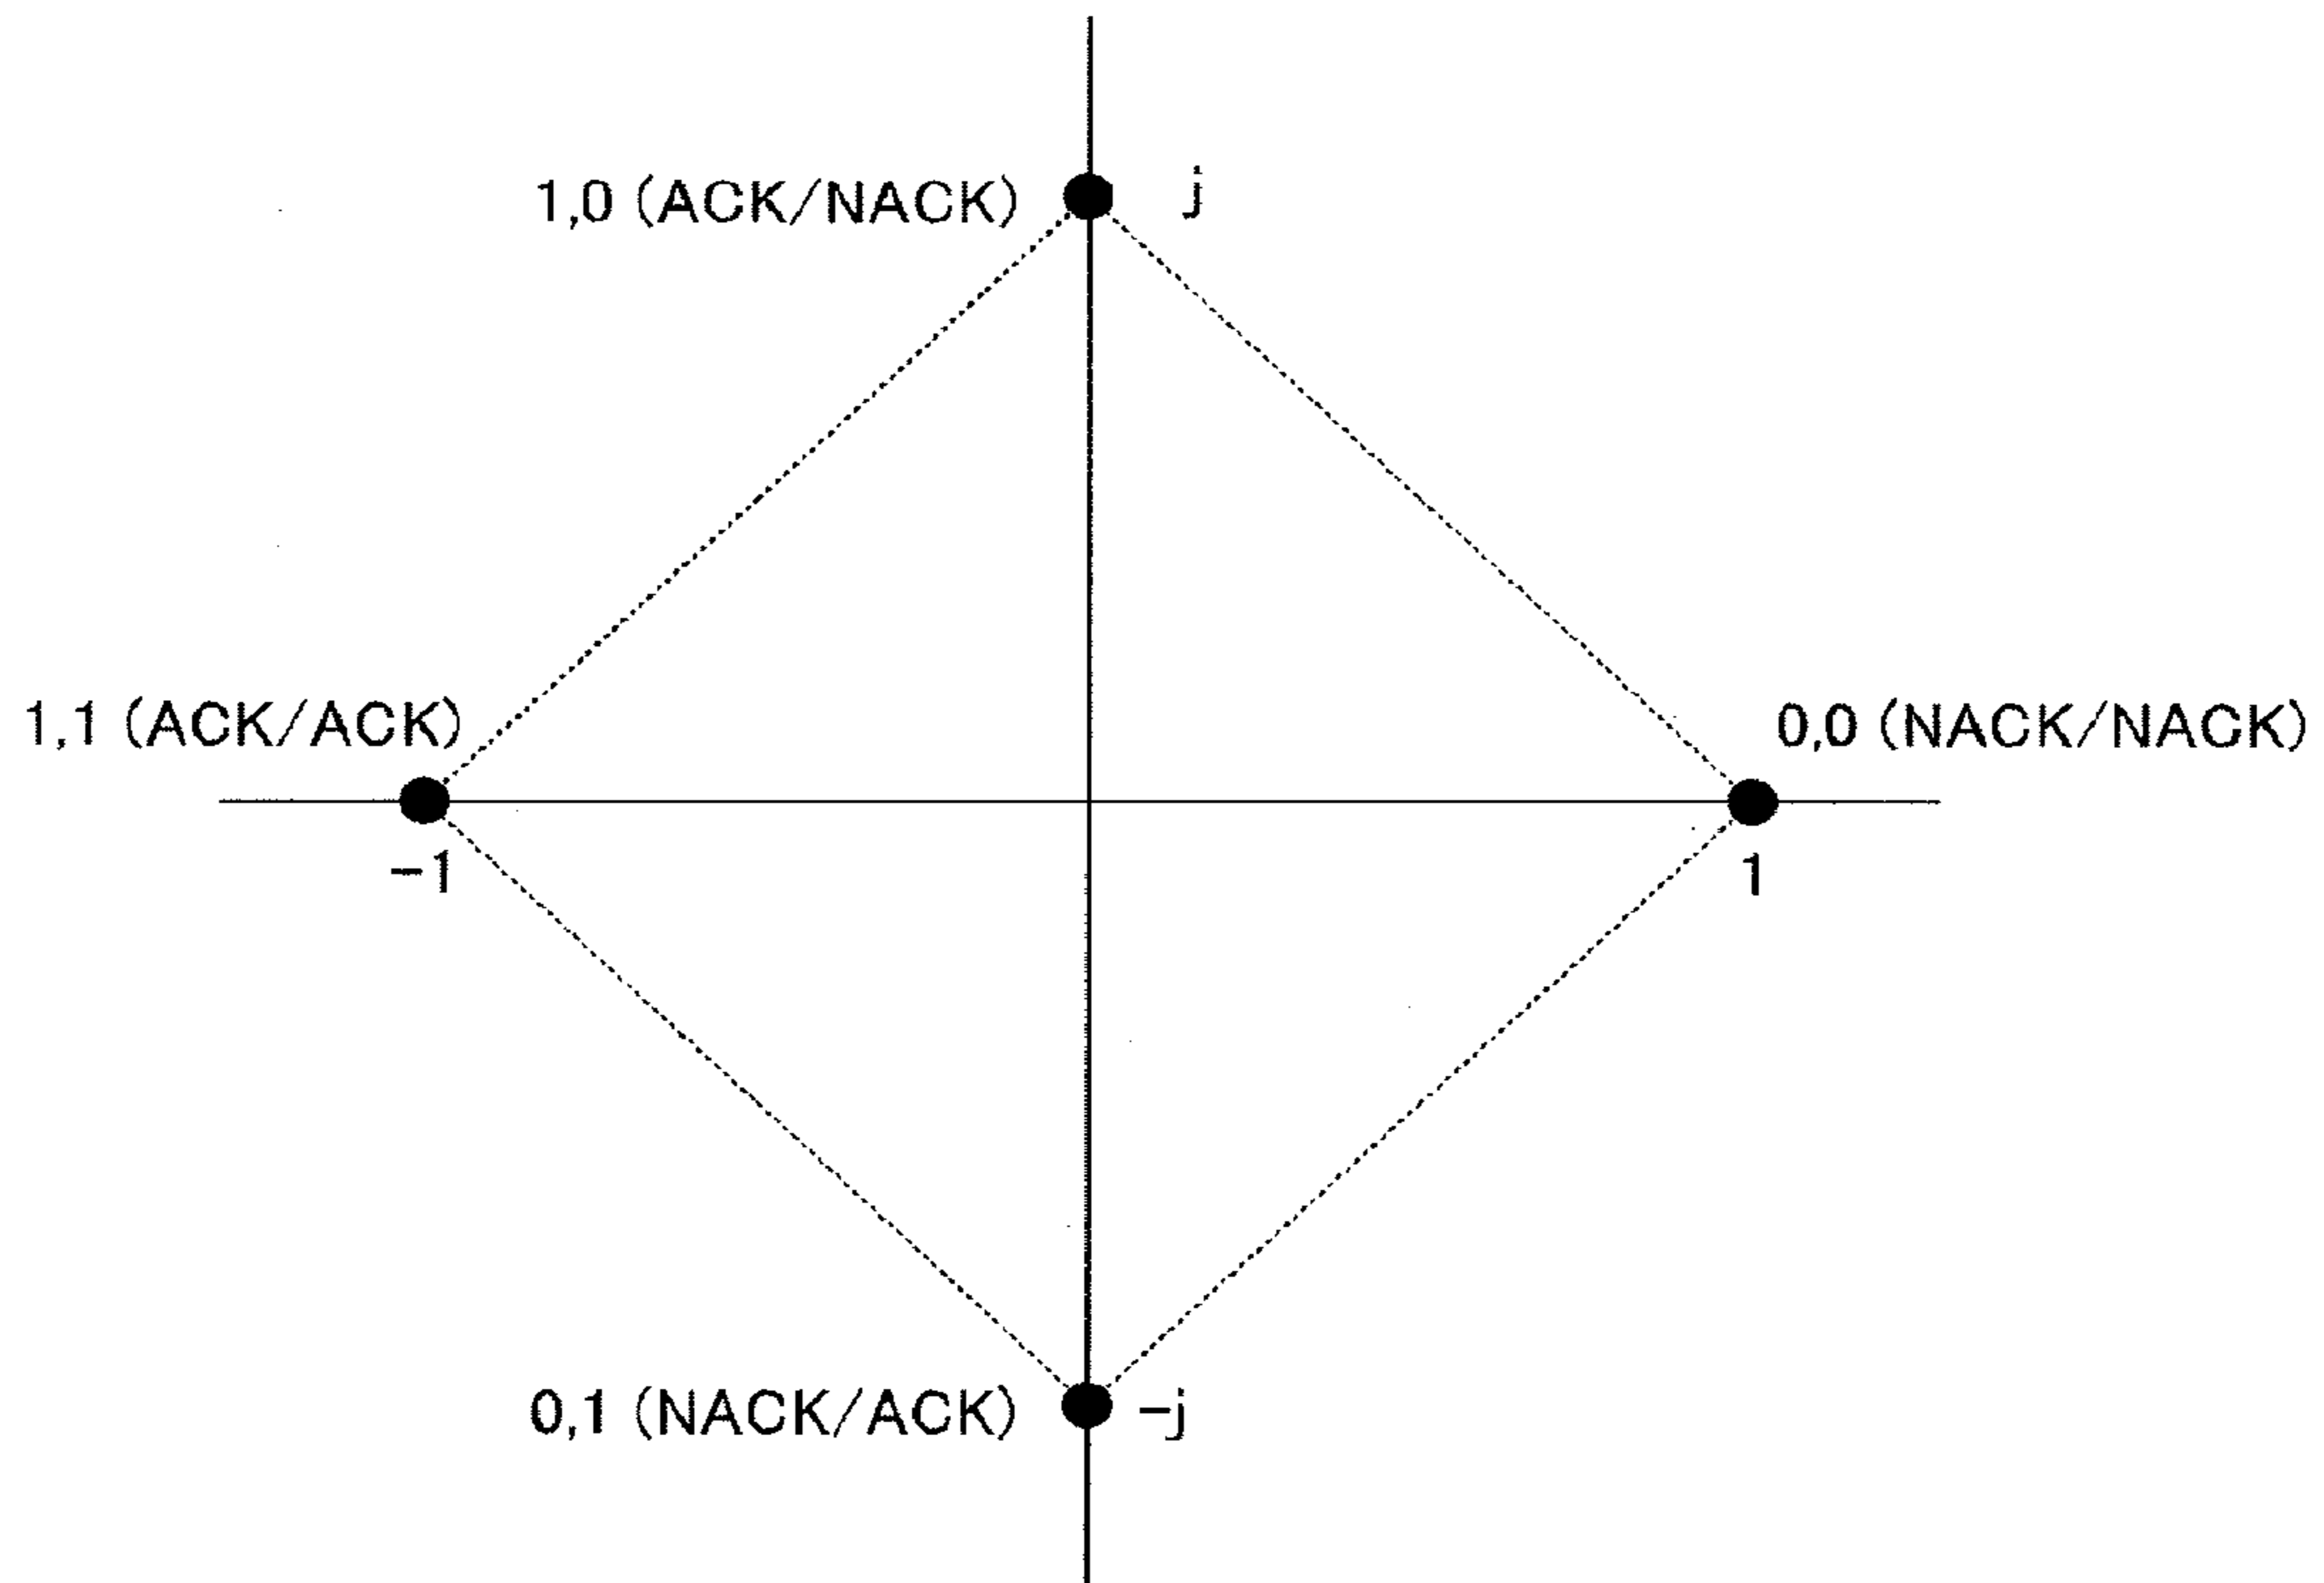 1,0 (ACK/NACK)
j
1,1 (ACK/ACK)
0,0 (NACK/NACK)
-1
1
0,1 (NACK/ACK)
-j